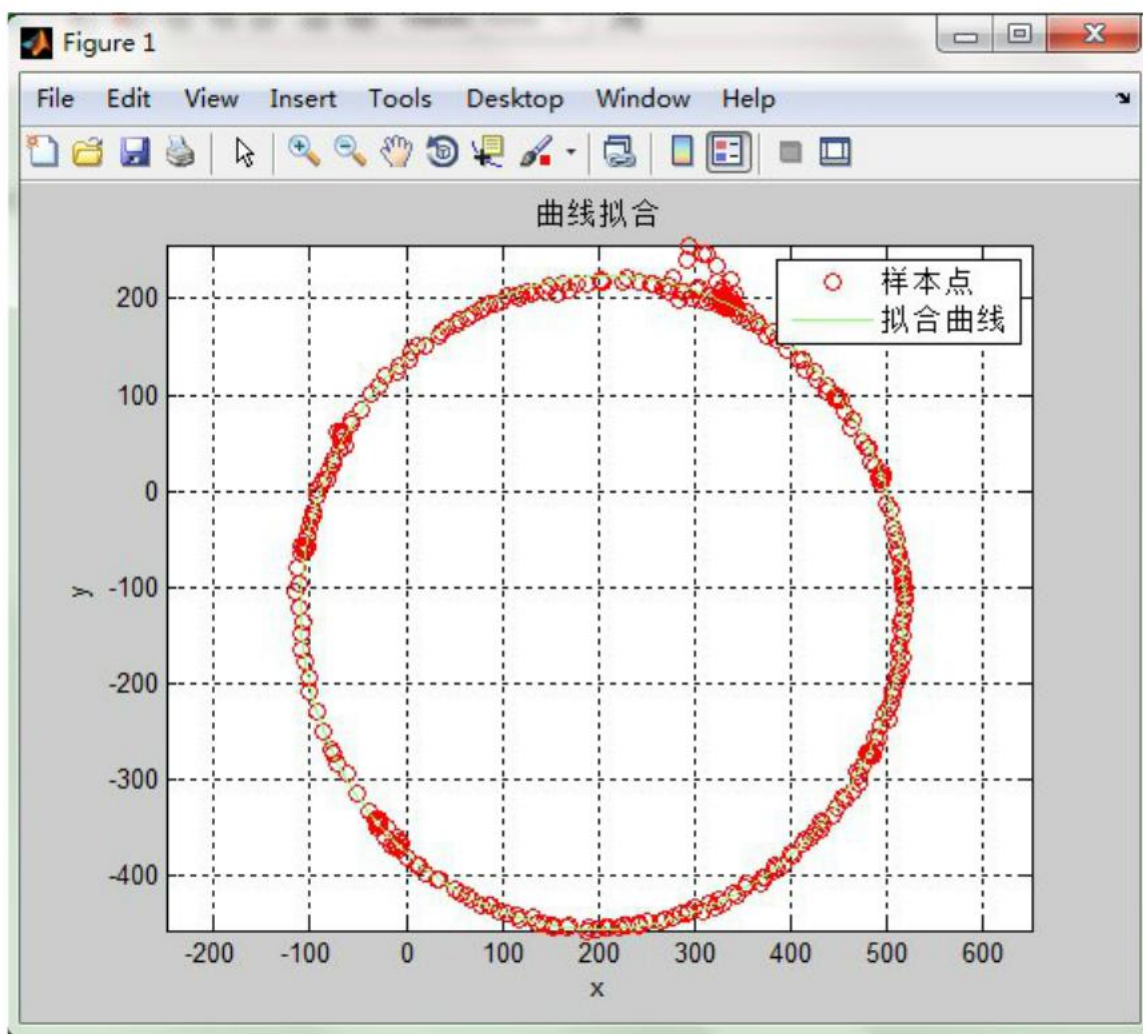 Figure 1
File Edit View Insert Tools Desktop Window Help
曲线拟合
样本点
拟合曲线
200
100
0
-100
-200
-300
-400
y
-200 -100 0 100 200 300 400 500 600
x